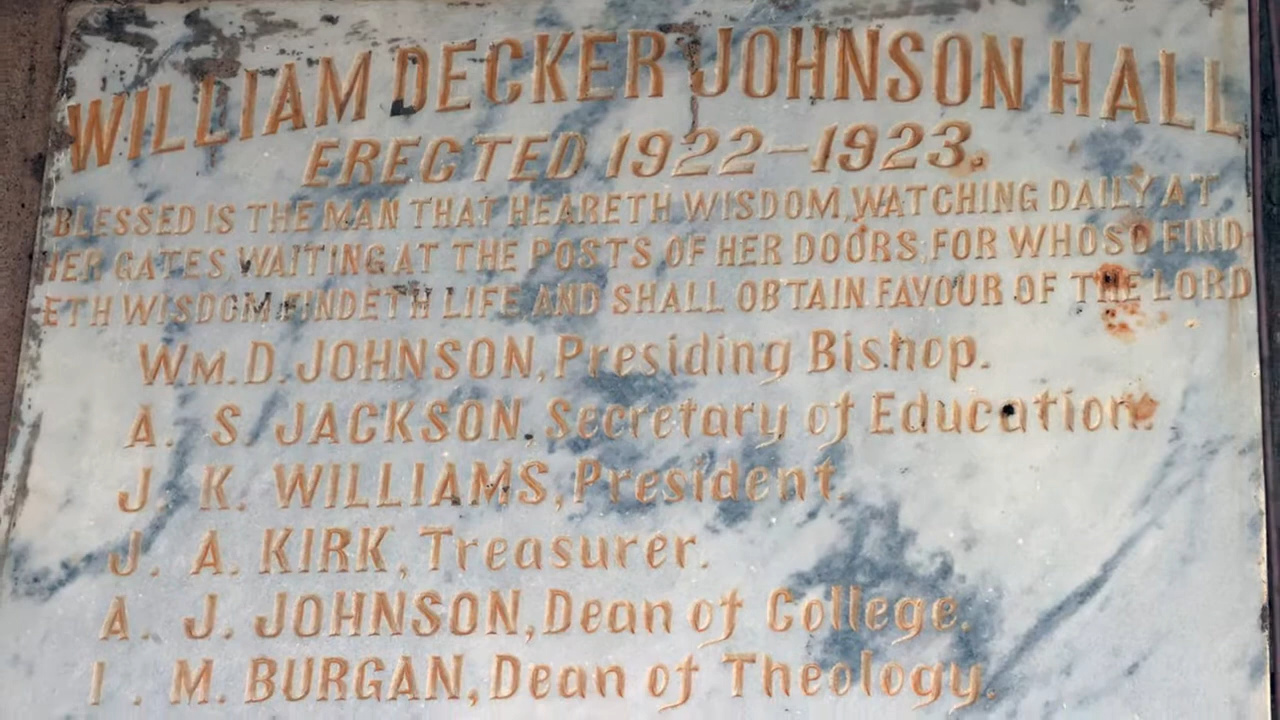 WILLIAM DECKER JOHNSON HALL
ERECTED 1922–1923.
BLESSED IS THE MAN THAT HEARETH WISDOM, WATCHING DAILY AT
HER GATES, WAITING AT THE POSTS OF HER DOORS; FOR WHOSO FIND-
ETH WISDOM, FINDETH LIFE AND SHALL OBTAIN FAVOUR OF THE LORD
WM. D. JOHNSON, Presiding Bishop.
A. S. JACKSON, Secretary of Education.
J. K. WILLIAMS, President.
J. A. KIRK, Treasurer.
A. J. JOHNSON, Dean of College.
I. M. BURGAN, Dean of Theology.